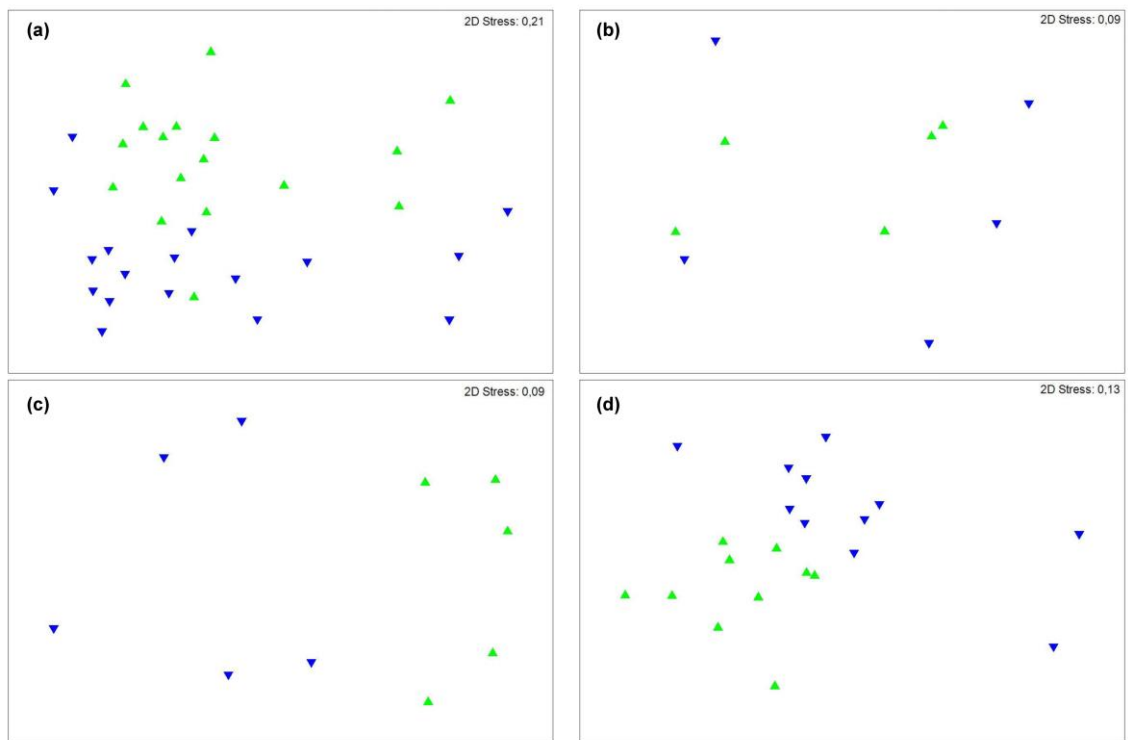 (a)
2D Stress: 0,21
(b)
2D Stress: 0,09
(c)
2D Stress: 0,09
(d)
2D Stress: 0,13